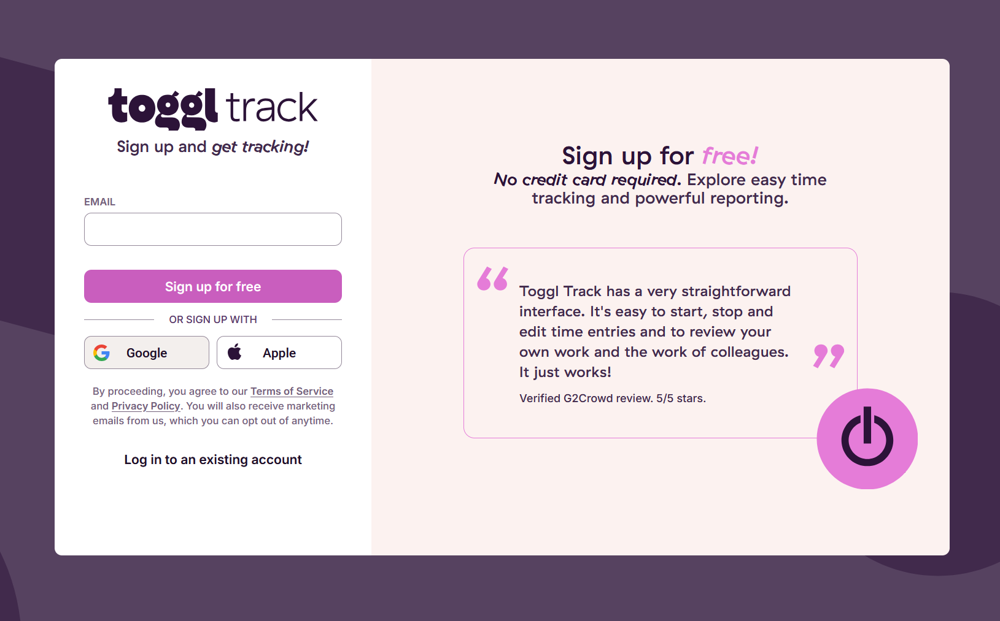 toggl track
Sign up and get tracking!
EMAIL
Sign up for free
OR SIGN UP WITH
Google
Apple
By proceeding, you agree to our Terms of Service
and Privacy Policy. You will also receive marketing
emails from us, which you can opt out of anytime.
Log in to an existing account
Sign up for free!
No credit card required. Explore easy time
tracking and powerful reporting.
“
Toggl Track has a very straightforward
interface. It's easy to start, stop and
edit time entries and to review your
own work and the work of colleagues.
It just works!
”
Verified G2Crowd review. 5/5 stars.